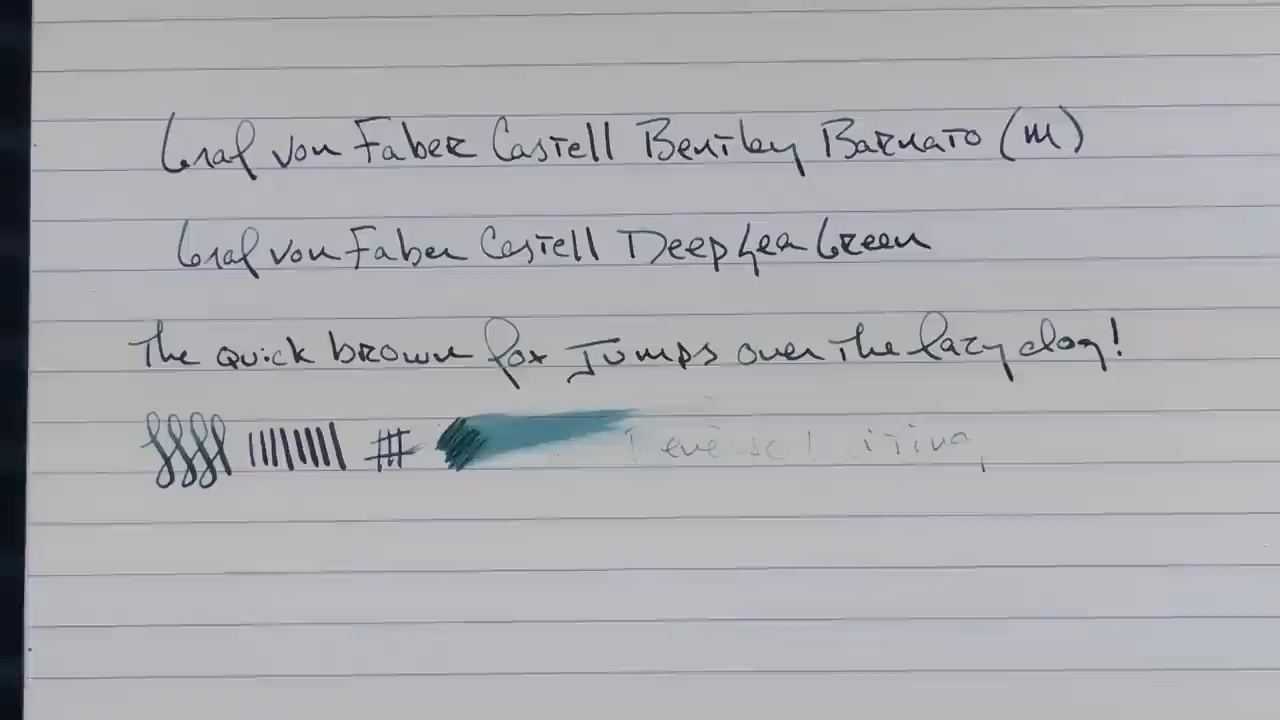 Graf von Faber Castell Bentley Barnato (M)
Graf von Faber Castell Deep Sea Green
The quick brown fox Jumps over The lazy dog!
#